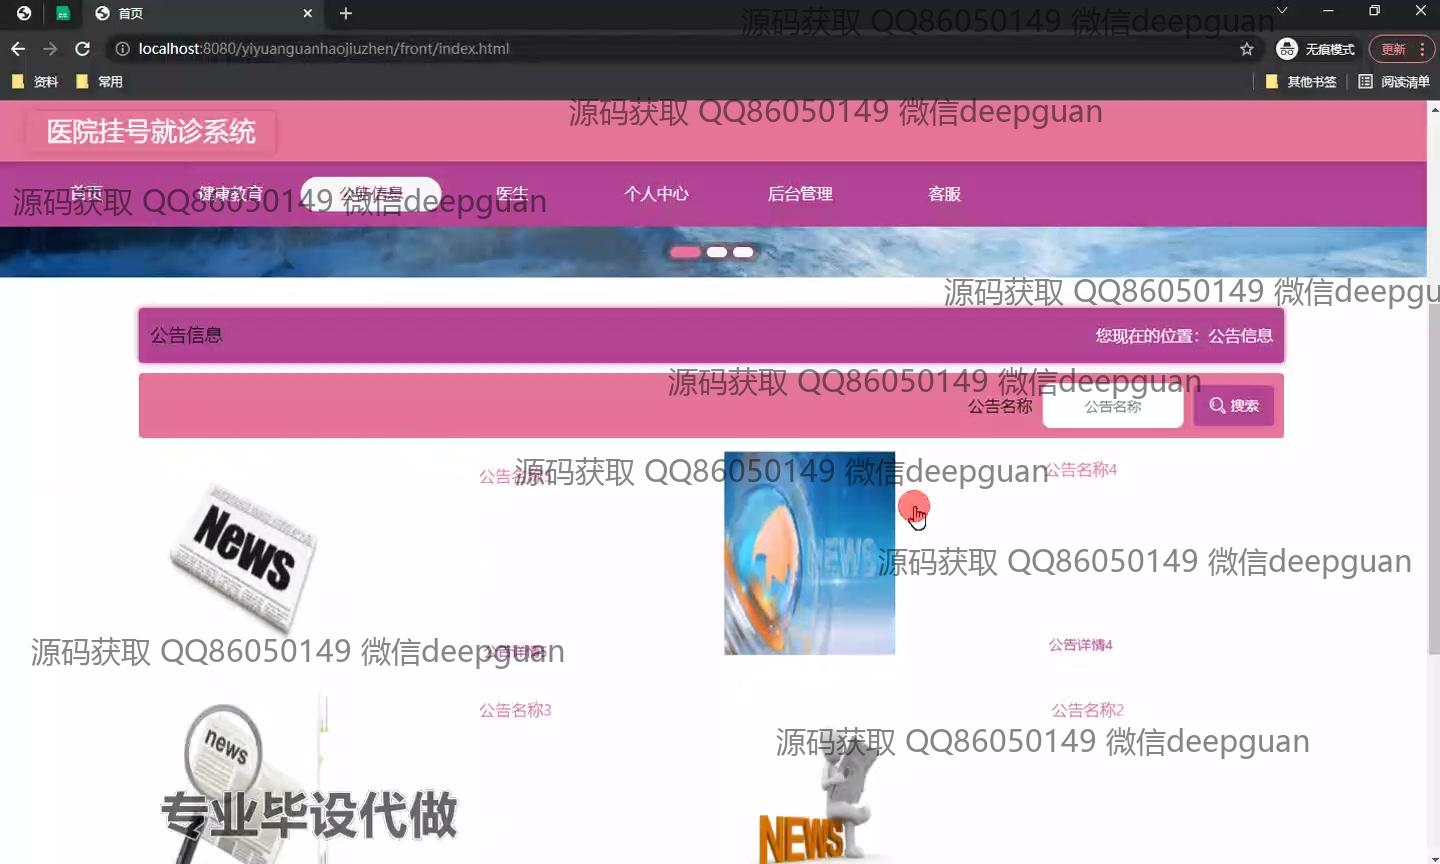 首页
localhost:8080/yiyuanguanhaojiuzhen/front/index.html
无痕模式
更新
资料
常用
其他书签
阅读清单
源码获取 QQ86050149 微信deepguan
医院挂号就诊系统
源码获取 QQ86050149 微信deepguan
首页 健康教育 公告信息 医生 个人中心 后台管理 客服
源码获取 QQ86050149 微信deepguan
源码获取 QQ86050149 微信deepgu
公告信息
您现在的位置：公告信息
源码获取 QQ86050149 微信deepguan
公告名称 公告名称 搜索
源码获取 QQ86050149 微信deepguan
公告名称4
News
NEWS
源码获取 QQ86050149 微信deepguan
公告详情4
源码获取 QQ86050149 微信deepguan
公告名称3
公告名称2
news
源码获取 QQ86050149 微信deepguan
专业毕设代做
NEWS